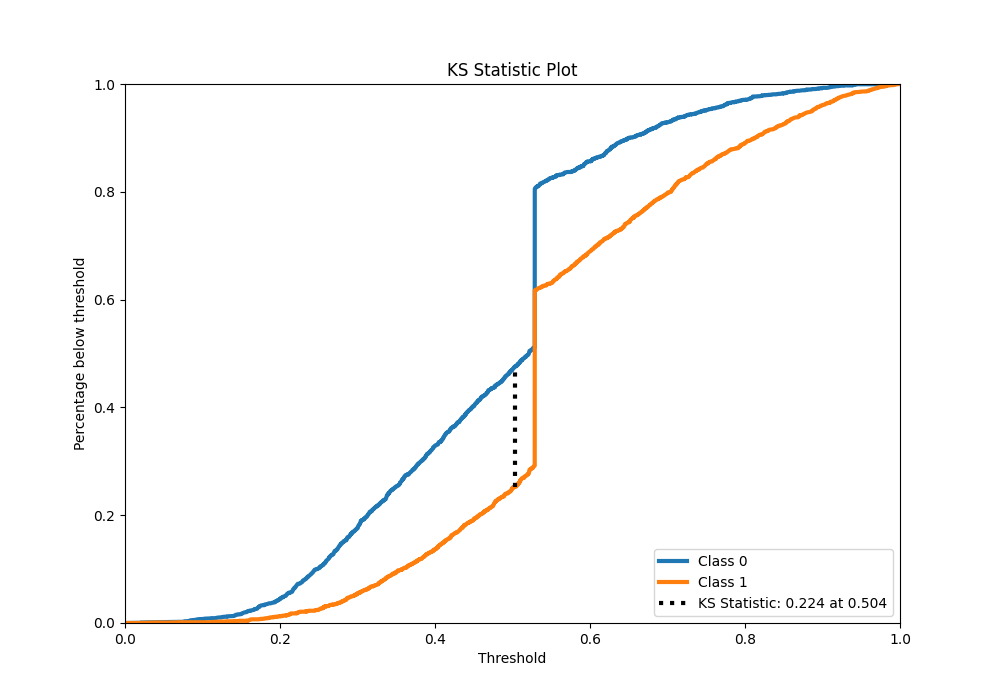 KS Statistic Plot
1.0
0.8
0.6
0.4
0.2
0.0
Percentage below threshold
0.0 0.2 0.4 0.6 0.8 1.0
Threshold
Class 0
Class 1
KS Statistic: 0.224 at 0.504